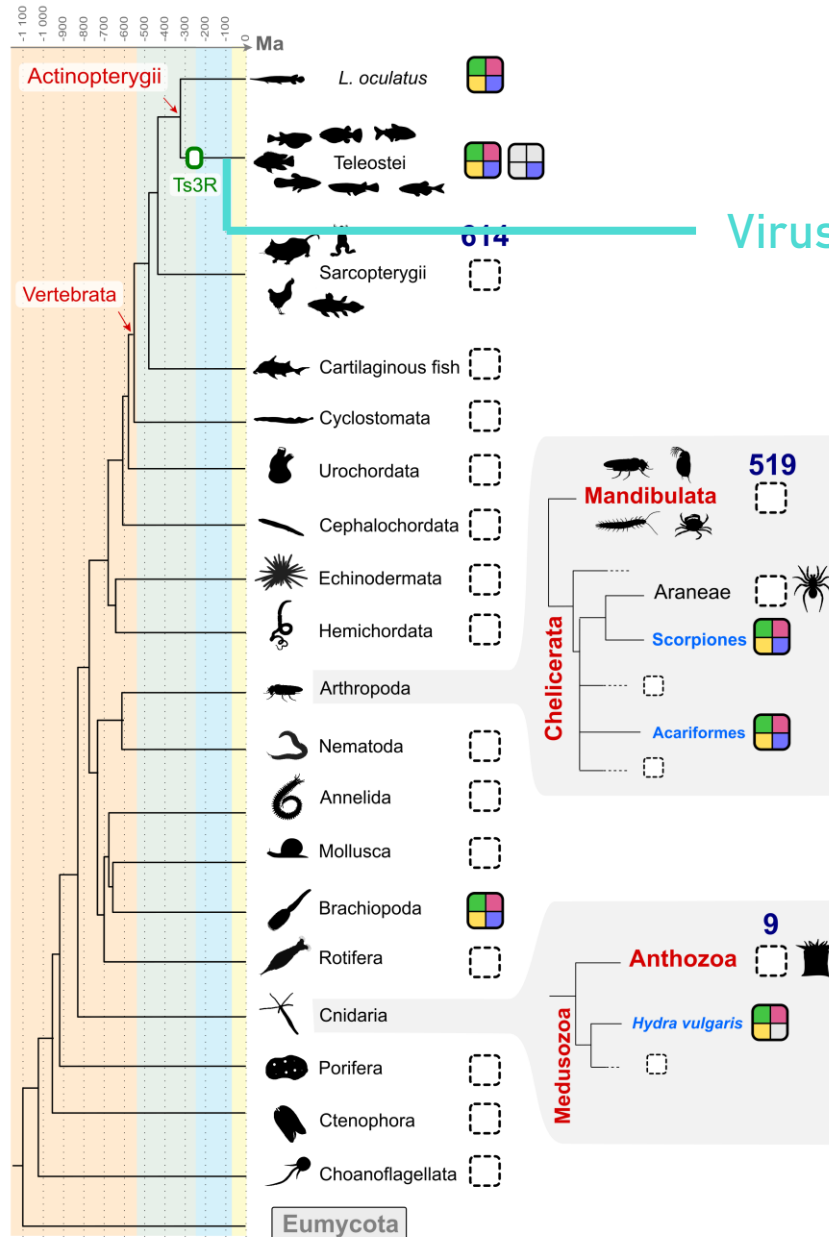 -1 100
-1 000
-900
-800
-700
-600
-500
-400
-300
-200
-100
0
Ma
Actinopterygii
L. oculatus
Teleostei
Ts3R
Virus
614
Sarcopterygii
Vertebrata
Cartilaginous fish
Cyclostomata
Urochordata
Cephalochordata
Echinodermata
Hemichordata
Arthropoda
Nematoda
Annelida
Mollusca
Brachiopoda
Rotifera
Cnidaria
Porifera
Ctenophora
Choanoflagellata
Eumycota
519
Mandibulata
Araneae
Scorpiones
Chelicerata
Acariformes
9
Anthozoa
Hydra vulgaris
Medusozoa